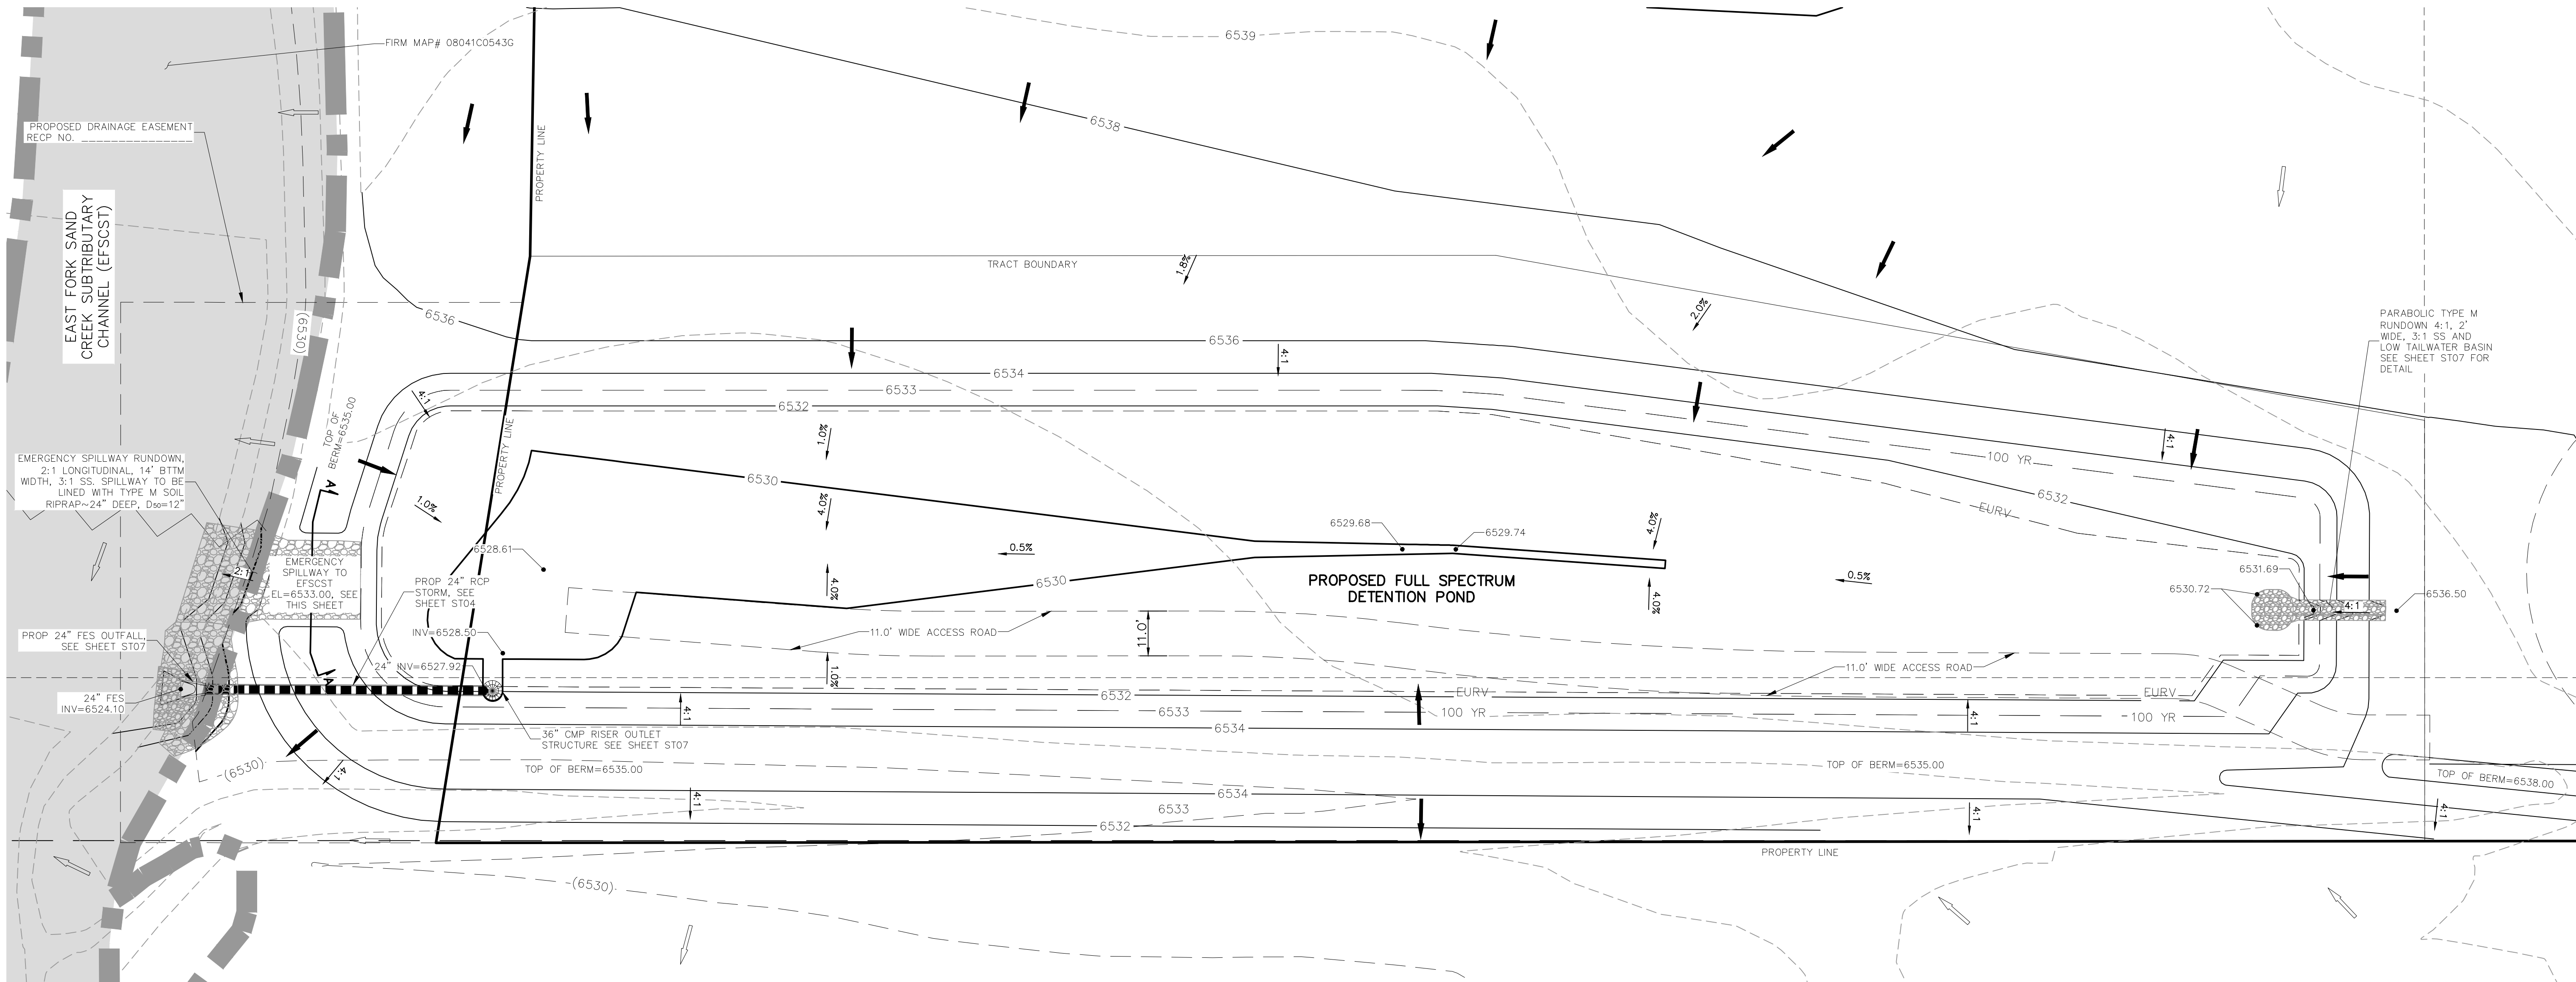 FIRM MAP# 08041C0543G
6539
PROPOSED DRAINAGE EASEMENT
RECP NO. _______________
6538
PROPERTY LINE
EAST FORK SAND
CREEK SUBTRIBUTARY
CHANNEL (EFSCST)
TRACT BOUNDARY
1.8%
2.0%
(6530)
6536
6536
4:1
PARABOLIC TYPE M
RUNDOWN 4:1, 2'
WIDE, 3:1 SS AND
LOW TAILWATER BASIN
SEE SHEET ST07 FOR
DETAIL
6534
6533
6532
4:1
TOP OF
BERM=6535.00
PROPERTY LINE
1.0%
4:1
100 YR
EMERGENCY SPILLWAY RUNDOWN,
2:1 LONGITUDINAL, 14' BTTM
WIDTH, 3:1 SS. SPILLWAY TO BE
LINED WITH TYPE M SOIL
RIPRAP~24" DEEP, D50=12"
A
1.0%
6530
4.0%
6532
EURV
6529.68
6529.74
4.0%
6528.61
0.5%
EMERGENCY
SPILLWAY TO
EFSCST
EL=6533.00, SEE
THIS SHEET
2:1
PROP 24" RCP
STORM, SEE
SHEET ST04
4.0%
6530
PROPOSED FULL SPECTRUM
DETENTION POND
4.0%
0.5%
6531.69
6530.72
4:1
6536.50
PROP 24" FES OUTFALL,
SEE SHEET ST07
INV=6528.50
11.0' WIDE ACCESS ROAD
11.0'
24" INV=6527.92
A
1.0%
11.0' WIDE ACCESS ROAD
24" FES
INV=6524.10
6532
EURV
EURV
4:1
6533
100 YR
4:1
100 YR
36" CMP RISER OUTLET
STRUCTURE SEE SHEET ST07
6534
(6530)
4:1
TOP OF BERM=6535.00
TOP OF BERM=6535.00
TOP OF BERM=6538.00
4:1
6534
6533
4:1
4:1
6532
PROPERTY LINE
(6530)